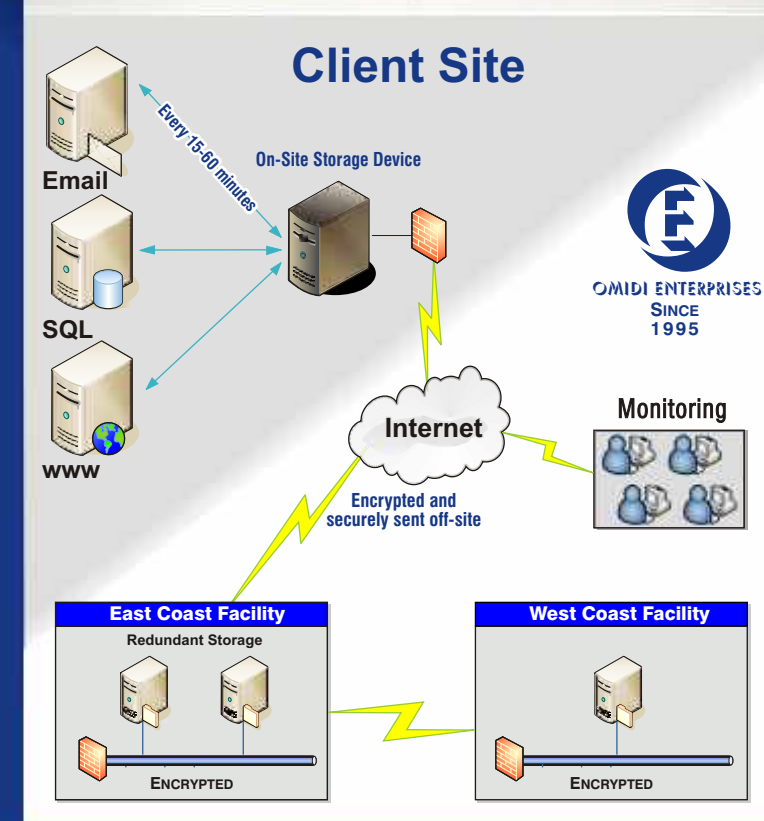 Client Site
Every 15-60 minutes
On-Site Storage Device
Email
SQL
www
OMIDI ENTERPRISES
SINCE
1995
Internet
Monitoring
Encrypted and
securely sent off-site
East Coast Facility
Redundant Storage
ENCRYPTED
West Coast Facility
ENCRYPTED